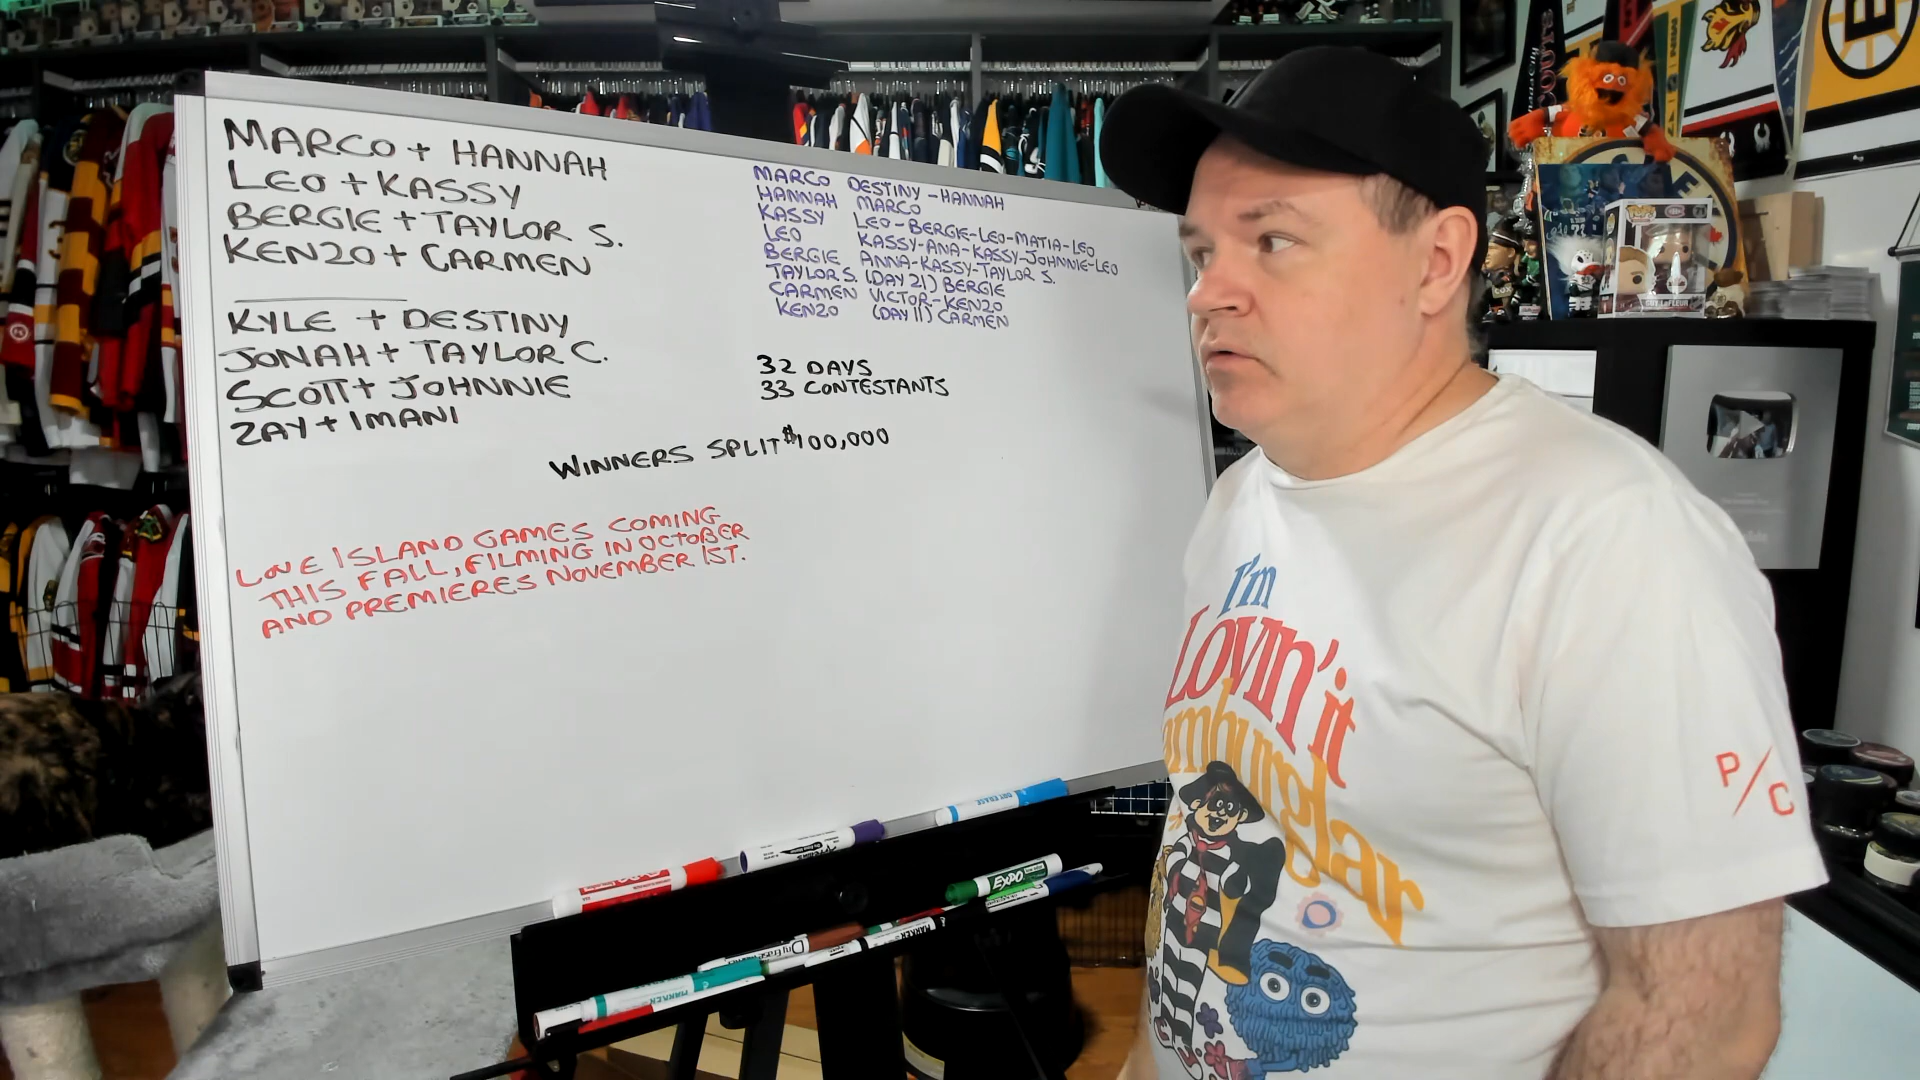 MARCO + HANNAH
LEO + KASSY
BERGIE + TAYLOR S.
KENZO + CARMEN
KYLE + DESTINY
JONAH + TAYLOR C.
SCOTT + JOHNNIE
ZAY + IMANI
MARCO DESTINY - HANNAH
HANNAH MARCO
KASSY LEO - BERGIE - LEO - MATIA - LEO
LEO KASSY - ANA - KASSY - JOHNNIE - LEO
BERGIE ANNA - KASSY - TAYLOR S.
TAYLOR S. (DAY 21) BERGIE
CARMEN VICTOR - KENZO
KENZO (DAY 11) CARMEN
32 DAYS
33 CONTESTANTS
WINNERS SPLIT $100,000
LOVE ISLAND GAMES COMING
THIS FALL, FILMING IN OCTOBER
AND PREMIERES NOVEMBER 1ST.
I'm
Lovin' it
amburglar
P/C
EXPO
MARKER